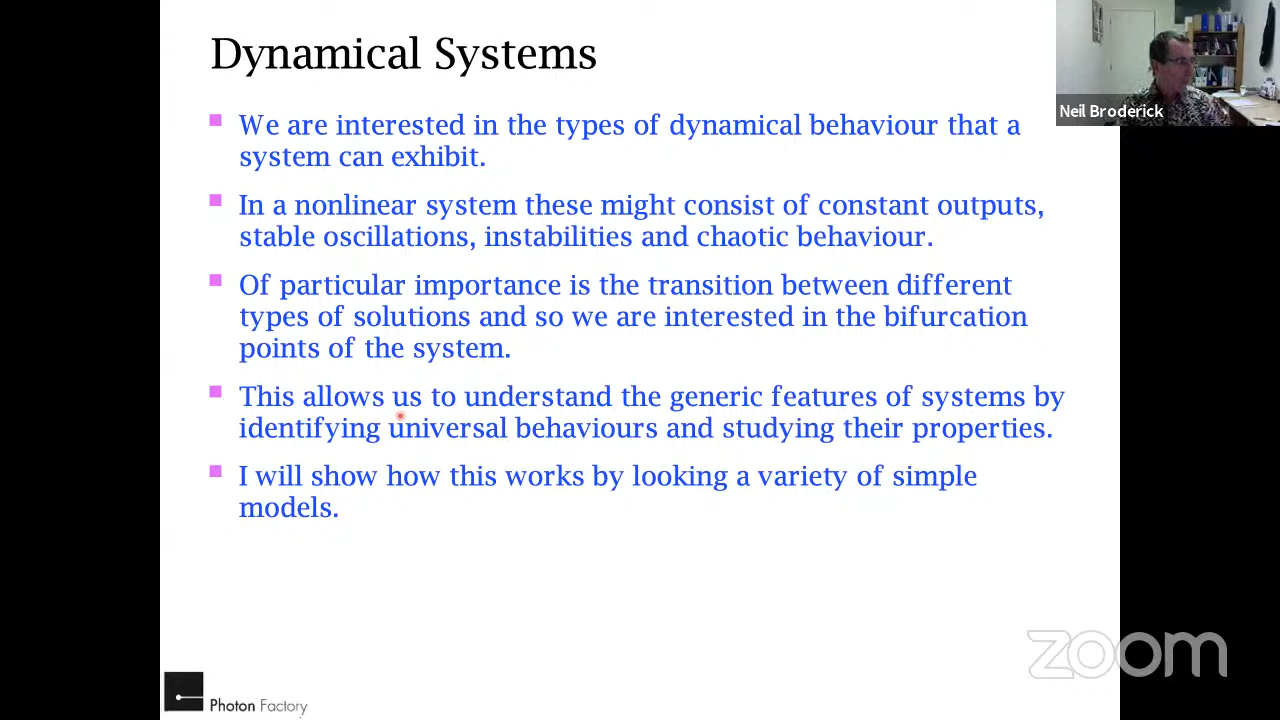 Dynamical Systems
We are interested in the types of dynamical behaviour that a
system can exhibit.
In a nonlinear system these might consist of constant outputs,
stable oscillations, instabilities and chaotic behaviour.
Of particular importance is the transition between different
types of solutions and so we are interested in the bifurcation
points of the system.
This allows us to understand the generic features of systems by
identifying universal behaviours and studying their properties.
I will show how this works by looking a variety of simple
models.
Neil Broderick
zoom
Photon Factory